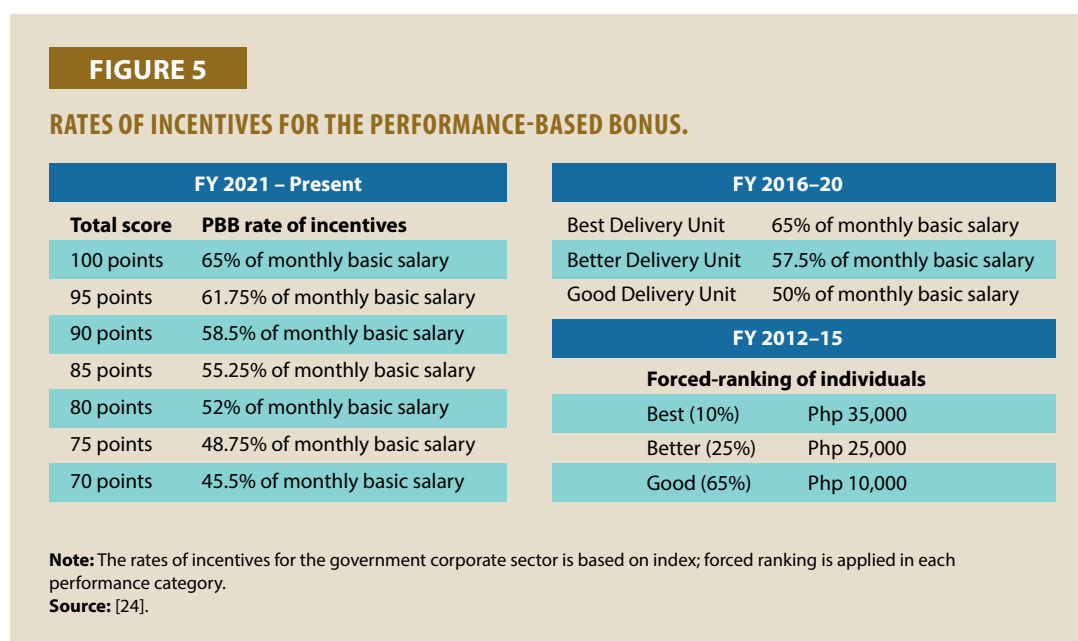 FIGURE 5
RATES OF INCENTIVES FOR THE PERFORMANCE-BASED BONUS.
FY 2021 – Present
Total score PBB rate of incentives
100 points 65% of monthly basic salary
95 points 61.75% of monthly basic salary
90 points 58.5% of monthly basic salary
85 points 55.25% of monthly basic salary
80 points 52% of monthly basic salary
75 points 48.75% of monthly basic salary
70 points 45.5% of monthly basic salary
FY 2016–20
Best Delivery Unit 65% of monthly basic salary
Better Delivery Unit 57.5% of monthly basic salary
Good Delivery Unit 50% of monthly basic salary
FY 2012–15
Forced-ranking of individuals
Best (10%) Php 35,000
Better (25%) Php 25,000
Good (65%) Php 10,000
Note: The rates of incentives for the government corporate sector is based on index; forced ranking is applied in each
performance category.
Source: [24].